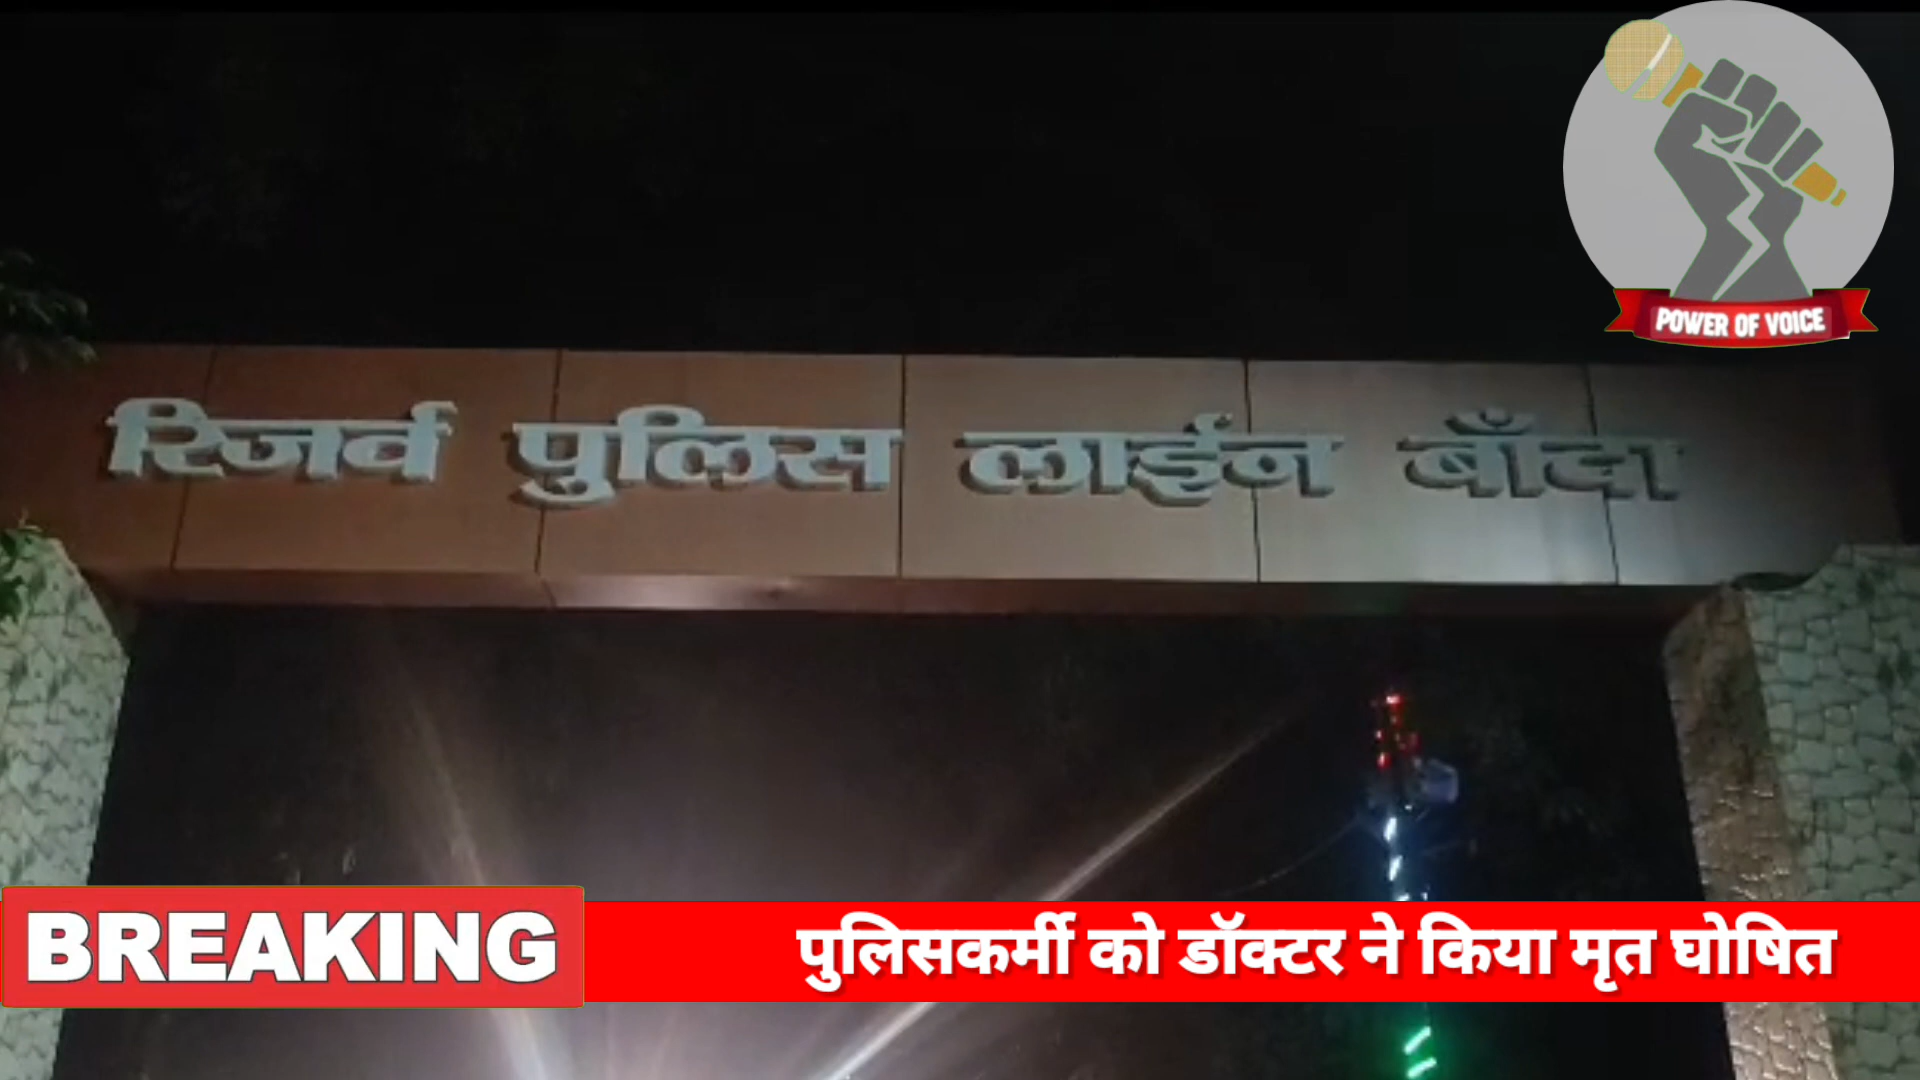 POWER OF VOICE
रिजर्व पुलिस लाईन बाँदा
BREAKING
पुलिसकर्मी को डॉक्टर ने किया मृत घोषित